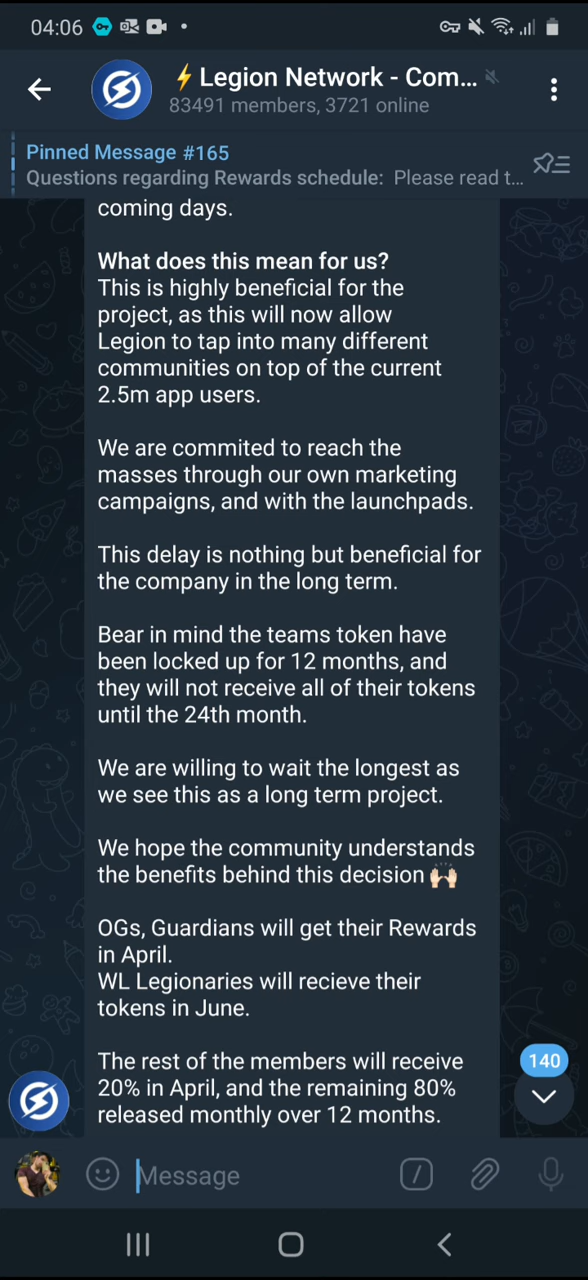 04:06
⚡ Legion Network - Com...
83491 members, 3721 online
Pinned Message #165
Questions regarding Rewards schedule: Please read t...
coming days.
What does this mean for us?
This is highly beneficial for the
project, as this will now allow
Legion to tap into many different
communities on top of the current
2.5m app users.
We are commited to reach the
masses through our own marketing
campaigns, and with the launchpads.
This delay is nothing but beneficial for
the company in the long term.
Bear in mind the teams token have
been locked up for 12 months, and
they will not receive all of their tokens
until the 24th month.
We are willing to wait the longest as
we see this as a long term project.
We hope the community understands
the benefits behind this decision 🙌🏻
OGs, Guardians will get their Rewards
in April.
WL Legionaries will recieve their
tokens in June.
The rest of the members will receive
20% in April, and the remaining 80%
released monthly over 12 months.
140
Message